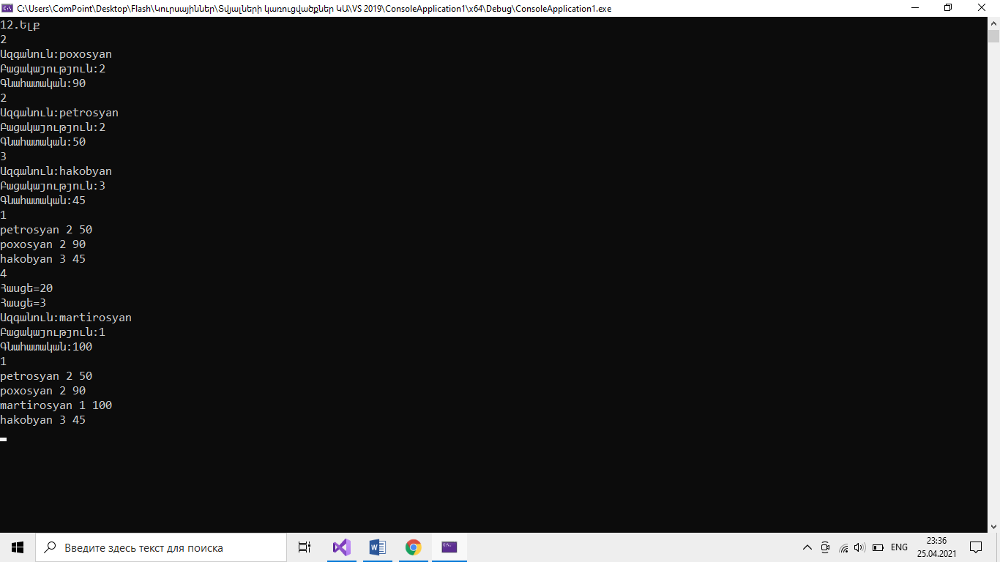 C:\Users\ComPoint\Desktop\Flash\Կուրսայիններ\Տվյալների կառուցվածքներ ԿԱ\VS 2019\ConsoleApplication1\x64\Debug\ConsoleApplication1.exe
12.Ելք
2
Ազգանուն:poxosyan
Բացակայություն:2
Գնահատական:90
2
Ազգանուն:petrosyan
Բացակայություն:2
Գնահատական:50
3
Ազգանուն:hakobyan
Բացակայություն:3
Գնահատական:45
1
petrosyan 2 50
poxosyan 2 90
hakobyan 3 45
4
Հասցե=20
Հասցե=3
Ազգանուն:martirosyan
Բացակայություն:1
Գնահատական:100
1
petrosyan 2 50
poxosyan 2 90
martirosyan 1 100
hakobyan 3 45
Введите здесь текст для поиска
ENG
23:36
25.04.2021